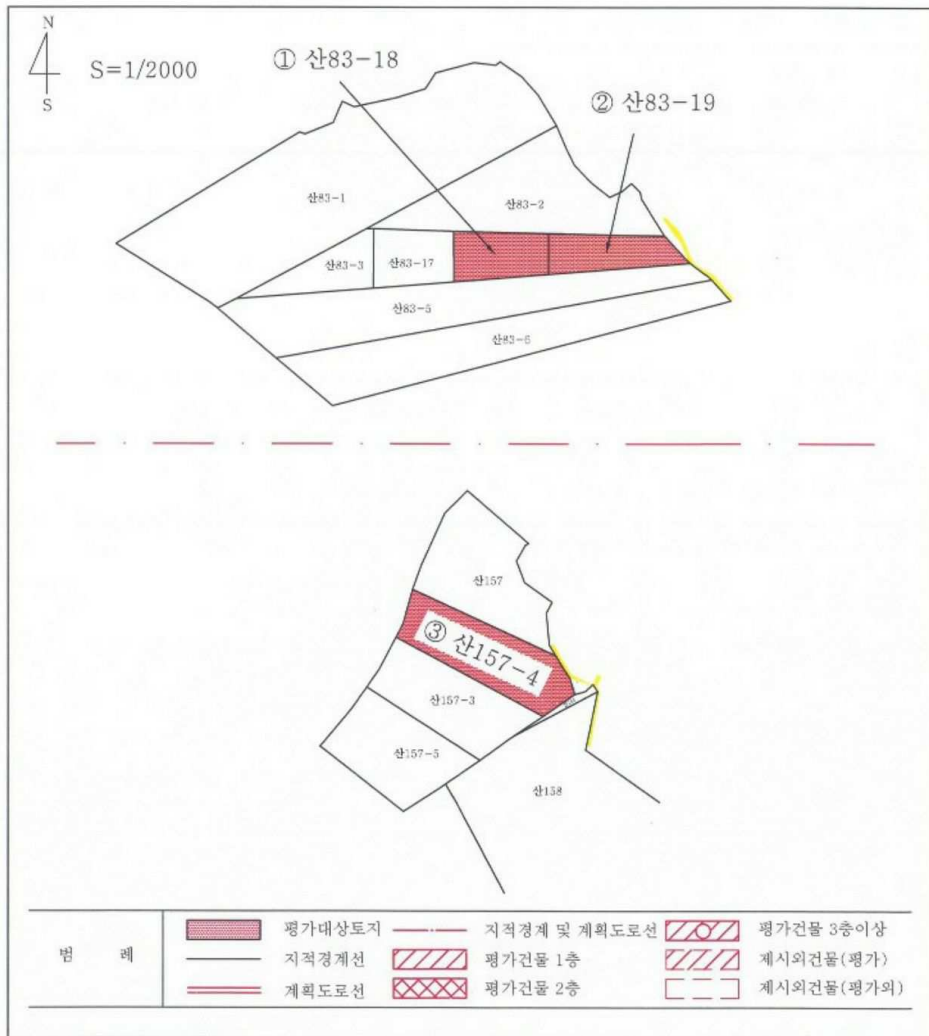 N
S=1/2000
S
① 산83-18
② 산83-19
산83-1
산83-2
산83-3
산83-17
산83-5
산83-6
산157
③ 산157-4
산157-3
산157-5
산158
범 례
평가대상토지
지적경계 및 계획도로선
평가건물 3층이상
지적경계선
평가건물 1층
제시외건물(평가)
계획도로선
평가건물 2층
제시외건물(평가외)